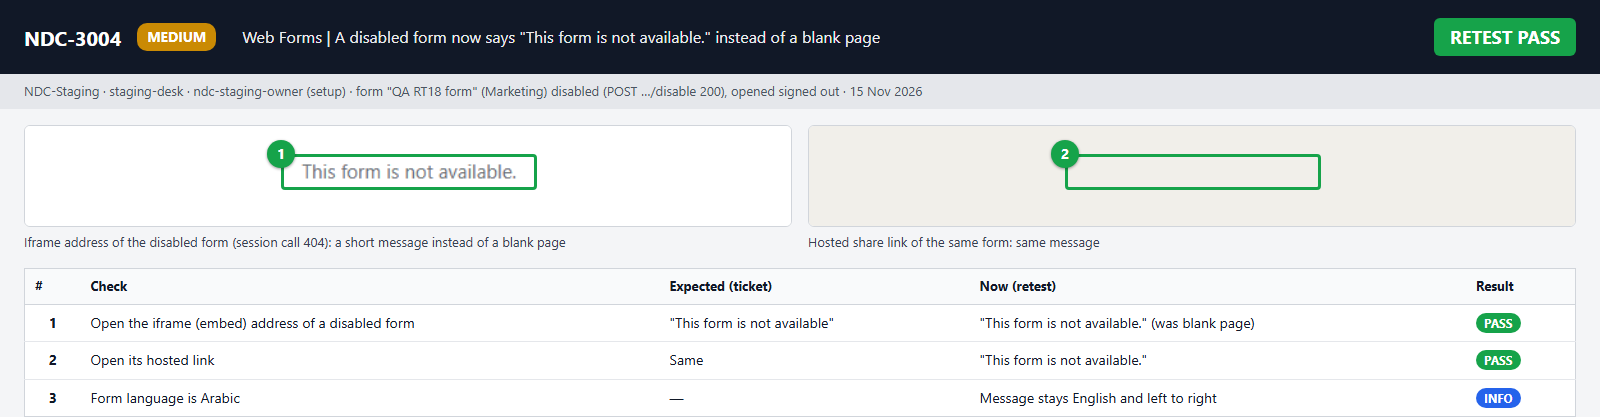 NDC-3004 MEDIUM Web Forms | A disabled form now says "This form is not available." instead of a blank page RETEST PASS
NDC-Staging · staging-desk · ndc-staging-owner (setup) · form "QA RT18 form" (Marketing) disabled (POST .../disable 200), opened signed out · 15 Nov 2026
1 This form is not available.
2
Iframe address of the disabled form (session call 404): a short message instead of a blank page
Hosted share link of the same form: same message
# Check Expected (ticket) Now (retest) Result
1 Open the iframe (embed) address of a disabled form "This form is not available" "This form is not available." (was blank page) PASS
2 Open its hosted link Same "This form is not available." PASS
3 Form language is Arabic — Message stays English and left to right INFO